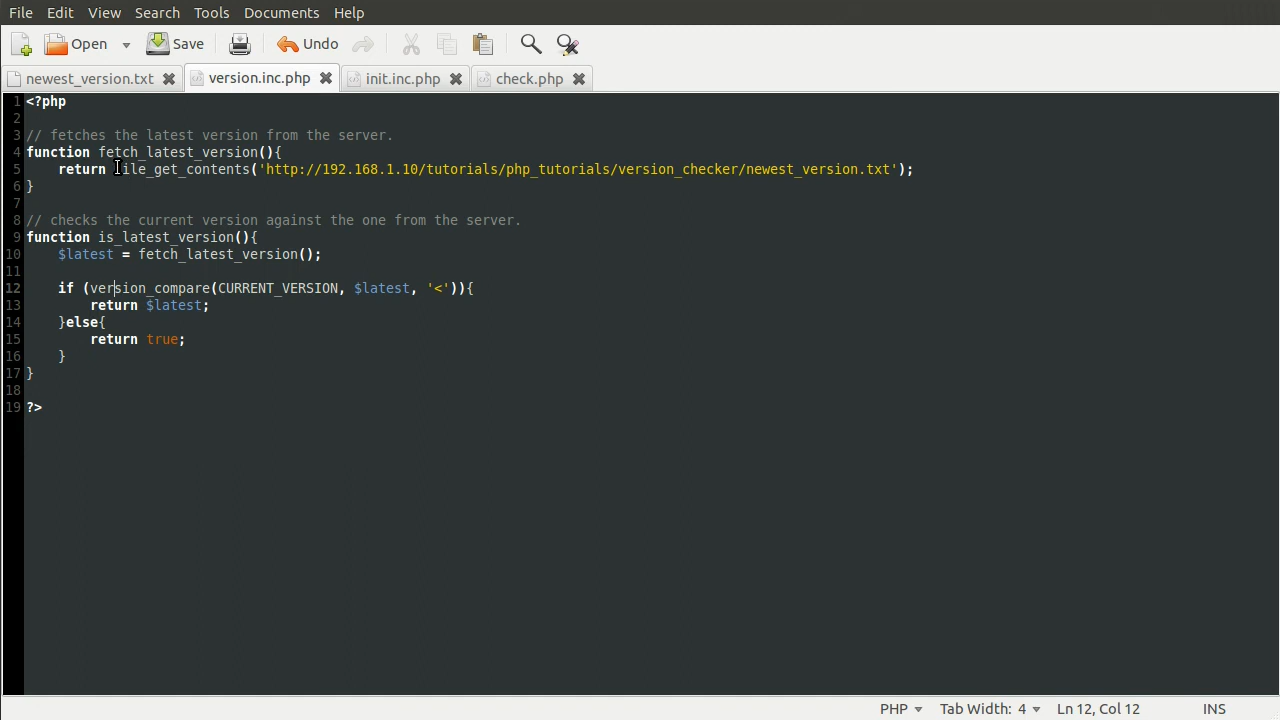 File Edit View Search Tools Documents Help
Open Save Undo
newest_version.txt version.inc.php init.inc.php check.php
1 <?php
2
3 // fetches the latest version from the server.
4 function fetch_latest_version(){
5 return file_get_contents('http://192.168.1.10/tutorials/php_tutorials/version_checker/newest_version.txt');
6 }
7
8 // checks the current version against the one from the server.
9 function is_latest_version(){
10 $latest = fetch_latest_version();
11
12 if (version_compare(CURRENT_VERSION, $latest, '<')){
13 return $latest;
14 }else{
15 return true;
16 }
17 }
18
19 ?>
PHP Tab Width: 4 Ln 12, Col 12 INS